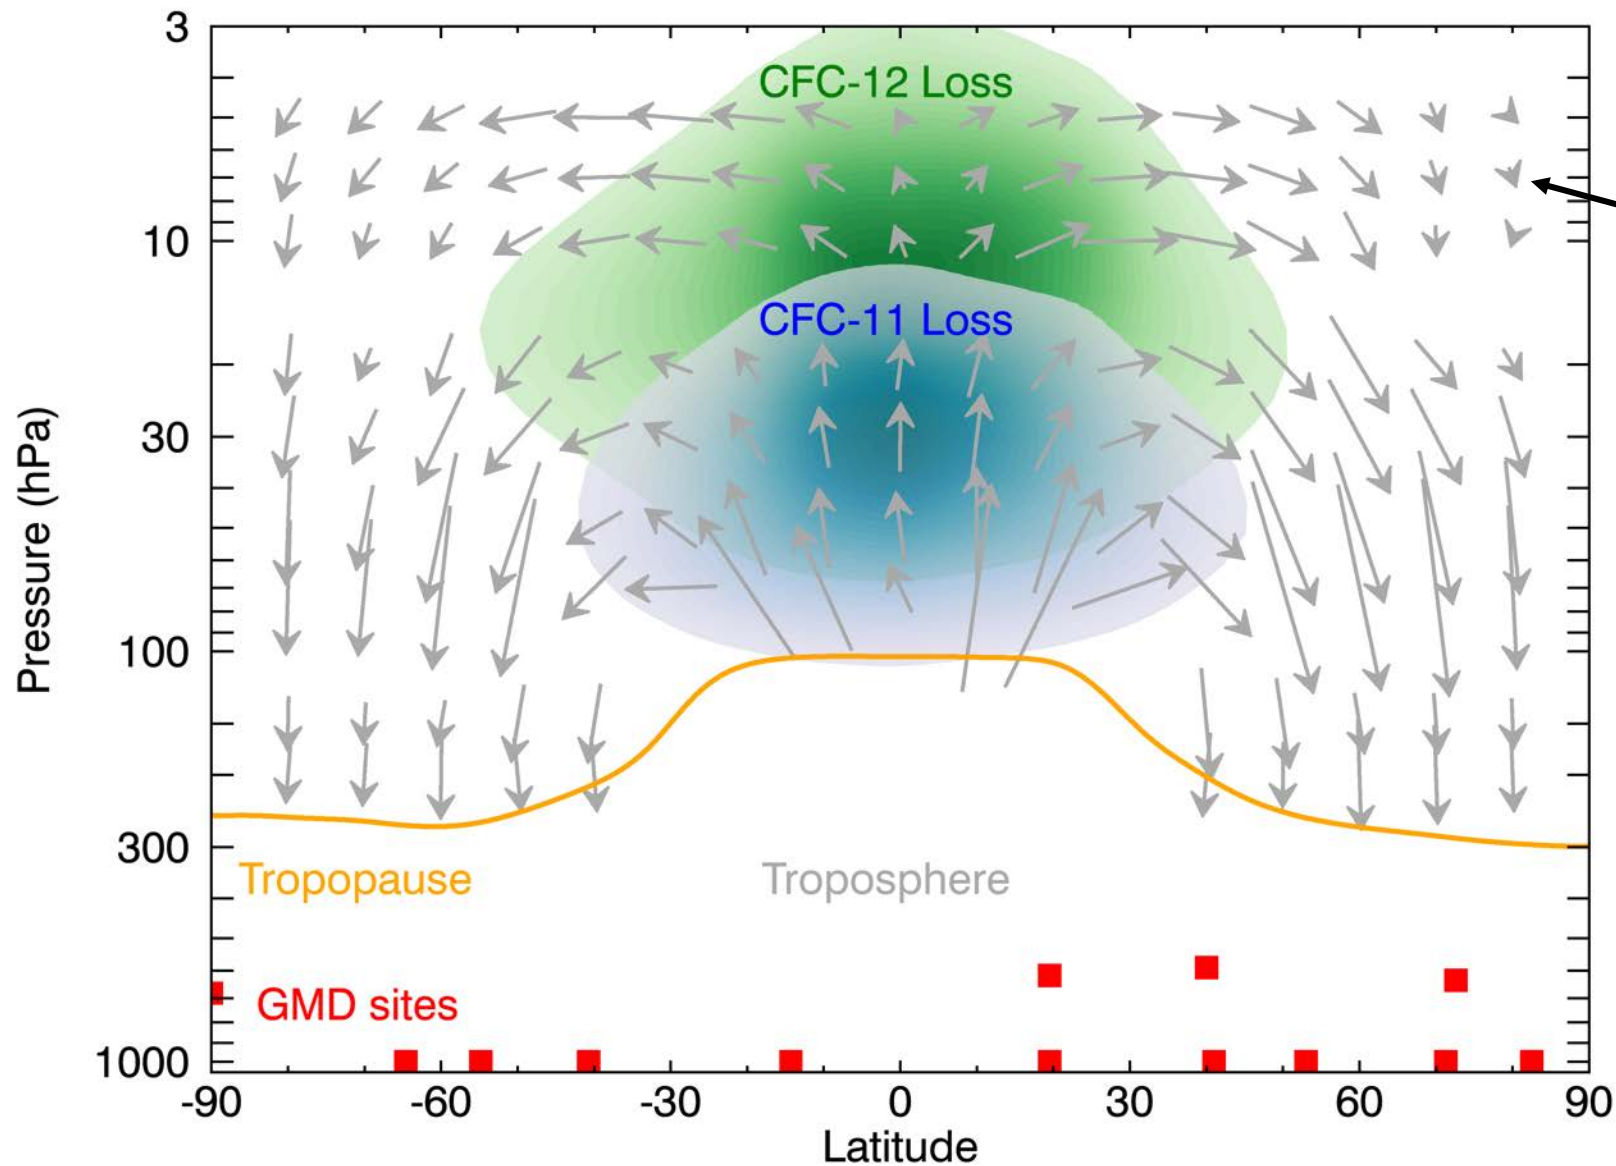 3
CFC-12 Loss
10
CFC-11 Loss
30
Pressure (hPa)
100
300
Tropopause
Troposphere
GMD sites
1000
-90 -60 -30 0 30 60 90
Latitude